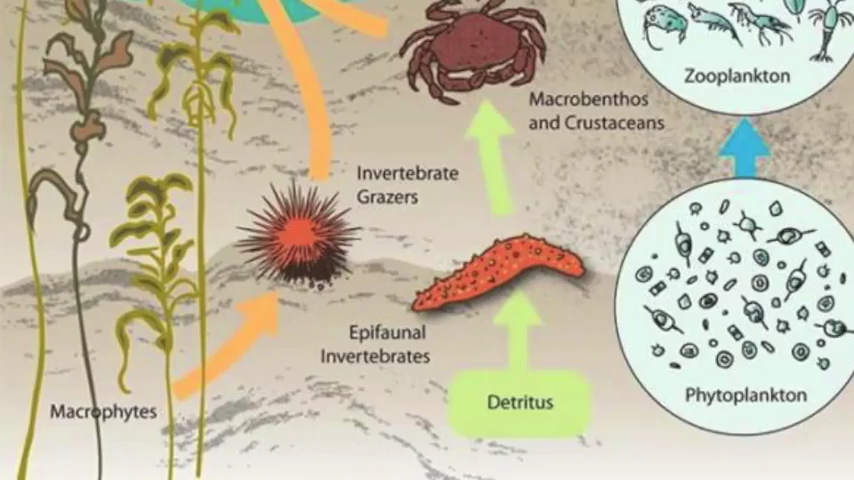 Zooplankton
Macrobenthos
and Crustaceans
Invertebrate
Grazers
Epifaunal
Invertebrates
Detritus
Phytoplankton
Macrophytes